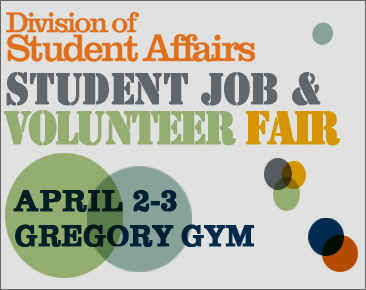 Division of
Student Affairs
STUDENT JOB &
VOLUNTEER FAIR
APRIL 2-3
GREGORY GYM